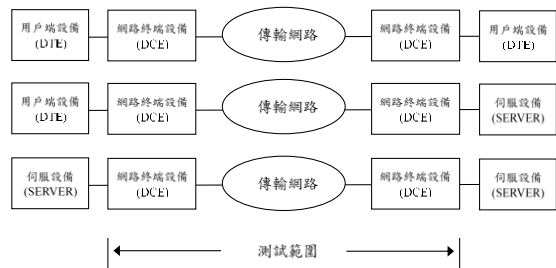 用戶端設備
(DTE)
網路終端設備
(DCE)
傳輸網路
網路終端設備
(DCE)
用戶端設備
(DTE)
用戶端設備
(DTE)
網路終端設備
(DCE)
傳輸網路
網路終端設備
(DCE)
伺服設備
(SERVER)
伺服設備
(SERVER)
網路終端設備
(DCE)
傳輸網路
網路終端設備
(DCE)
伺服設備
(SERVER)
測試範圍